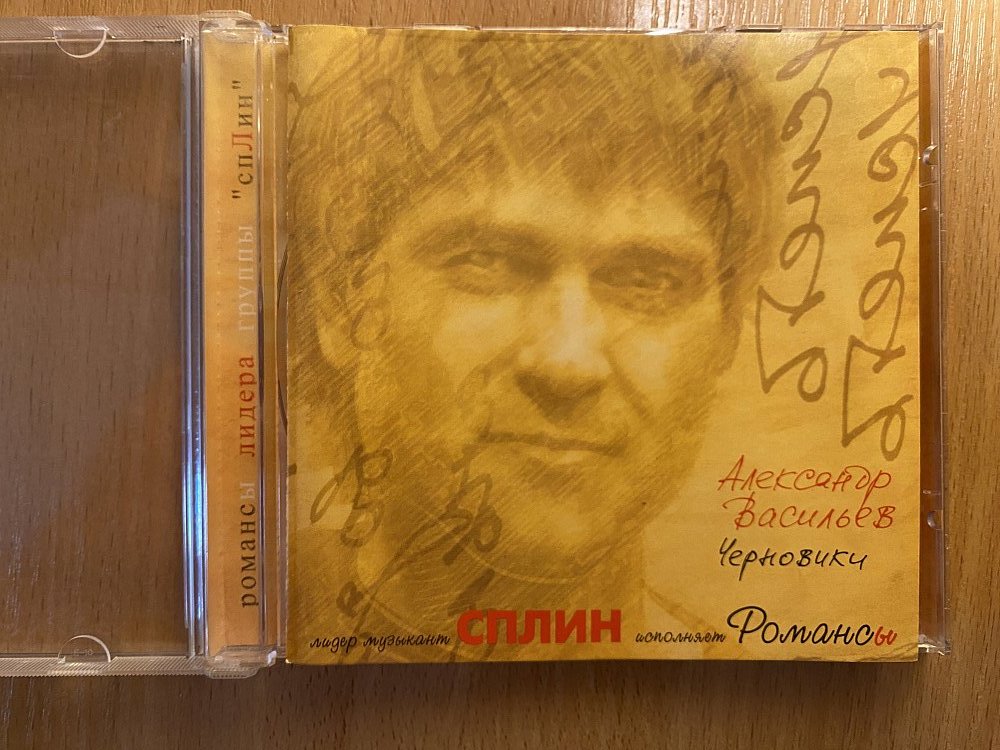 романсы лидера группы "спЛин"
Александр
Васильев
Черновики
лидер музыкант СПЛИН исполняет Романсы